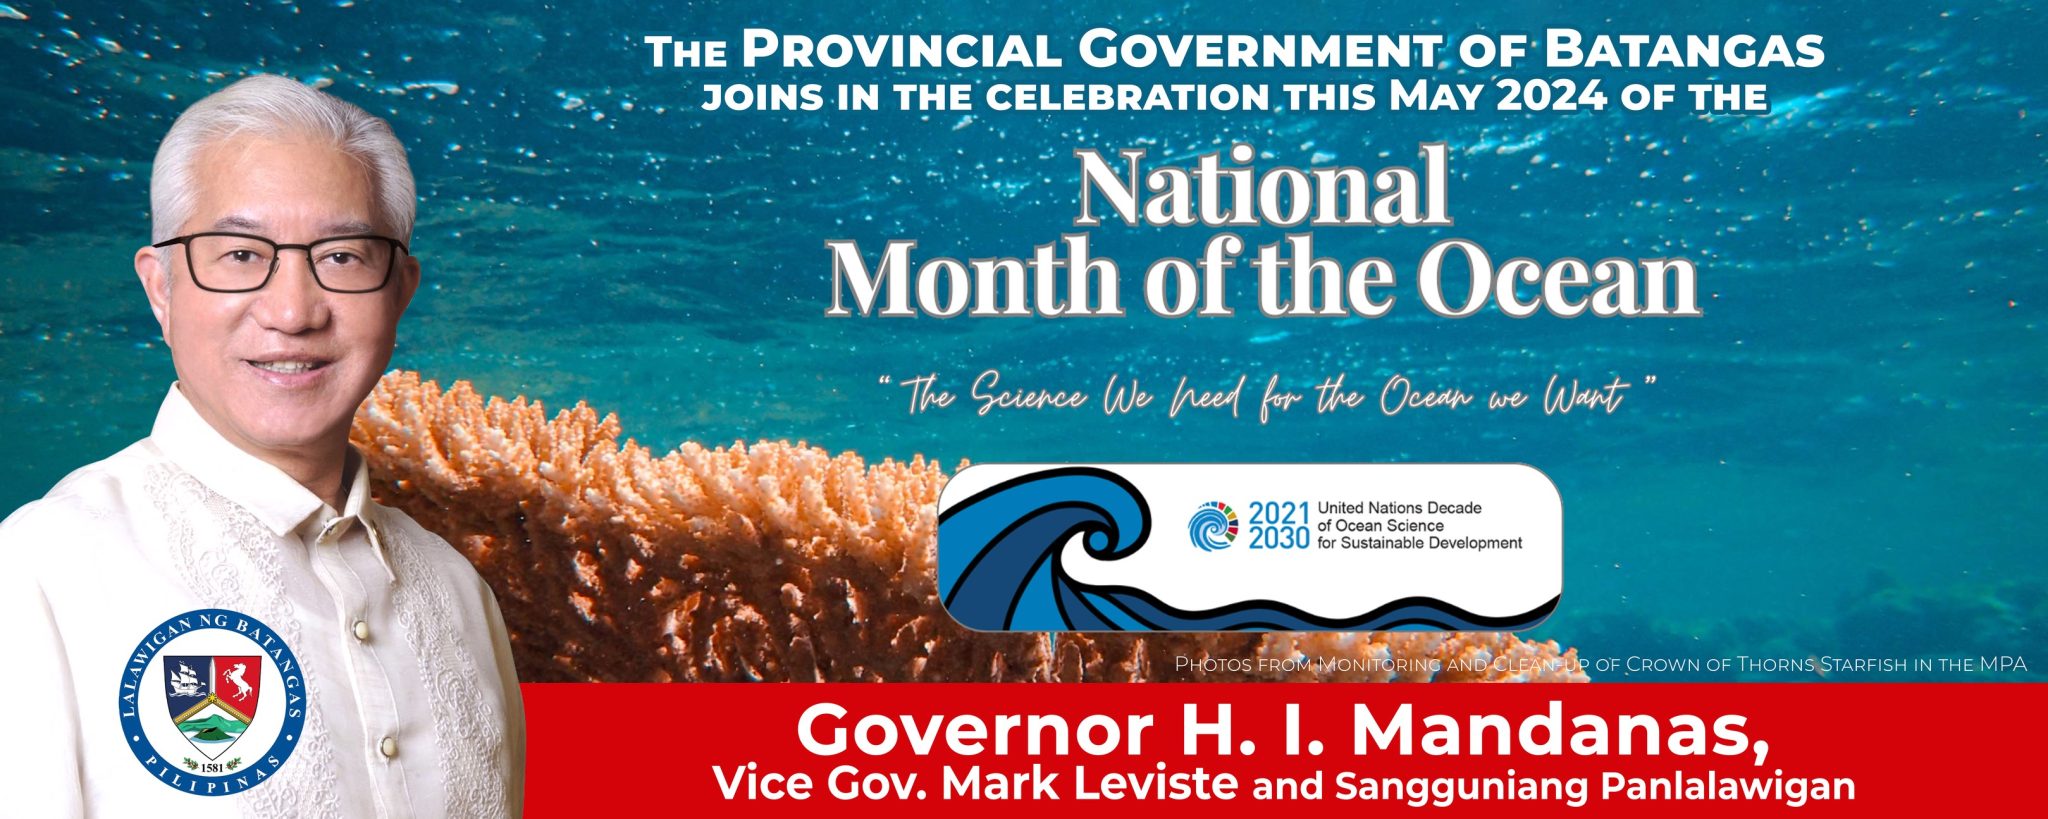 The Provincial Government of Batangas
joins in the celebration this May 2024 of the
National
Month of the Ocean
“ The Science We Need for the Ocean we Want ”
2021 United Nations Decade
of Ocean Science
2030 for Sustainable Development
Photos from Monitoring and Clean-up of Crown of Thorns Starfish in the MPA
LALAWIGAN NG BATANGAS
1581
PILIPINAS
Governor H. I. Mandanas,
Vice Gov. Mark Leviste and Sangguniang Panlalawigan